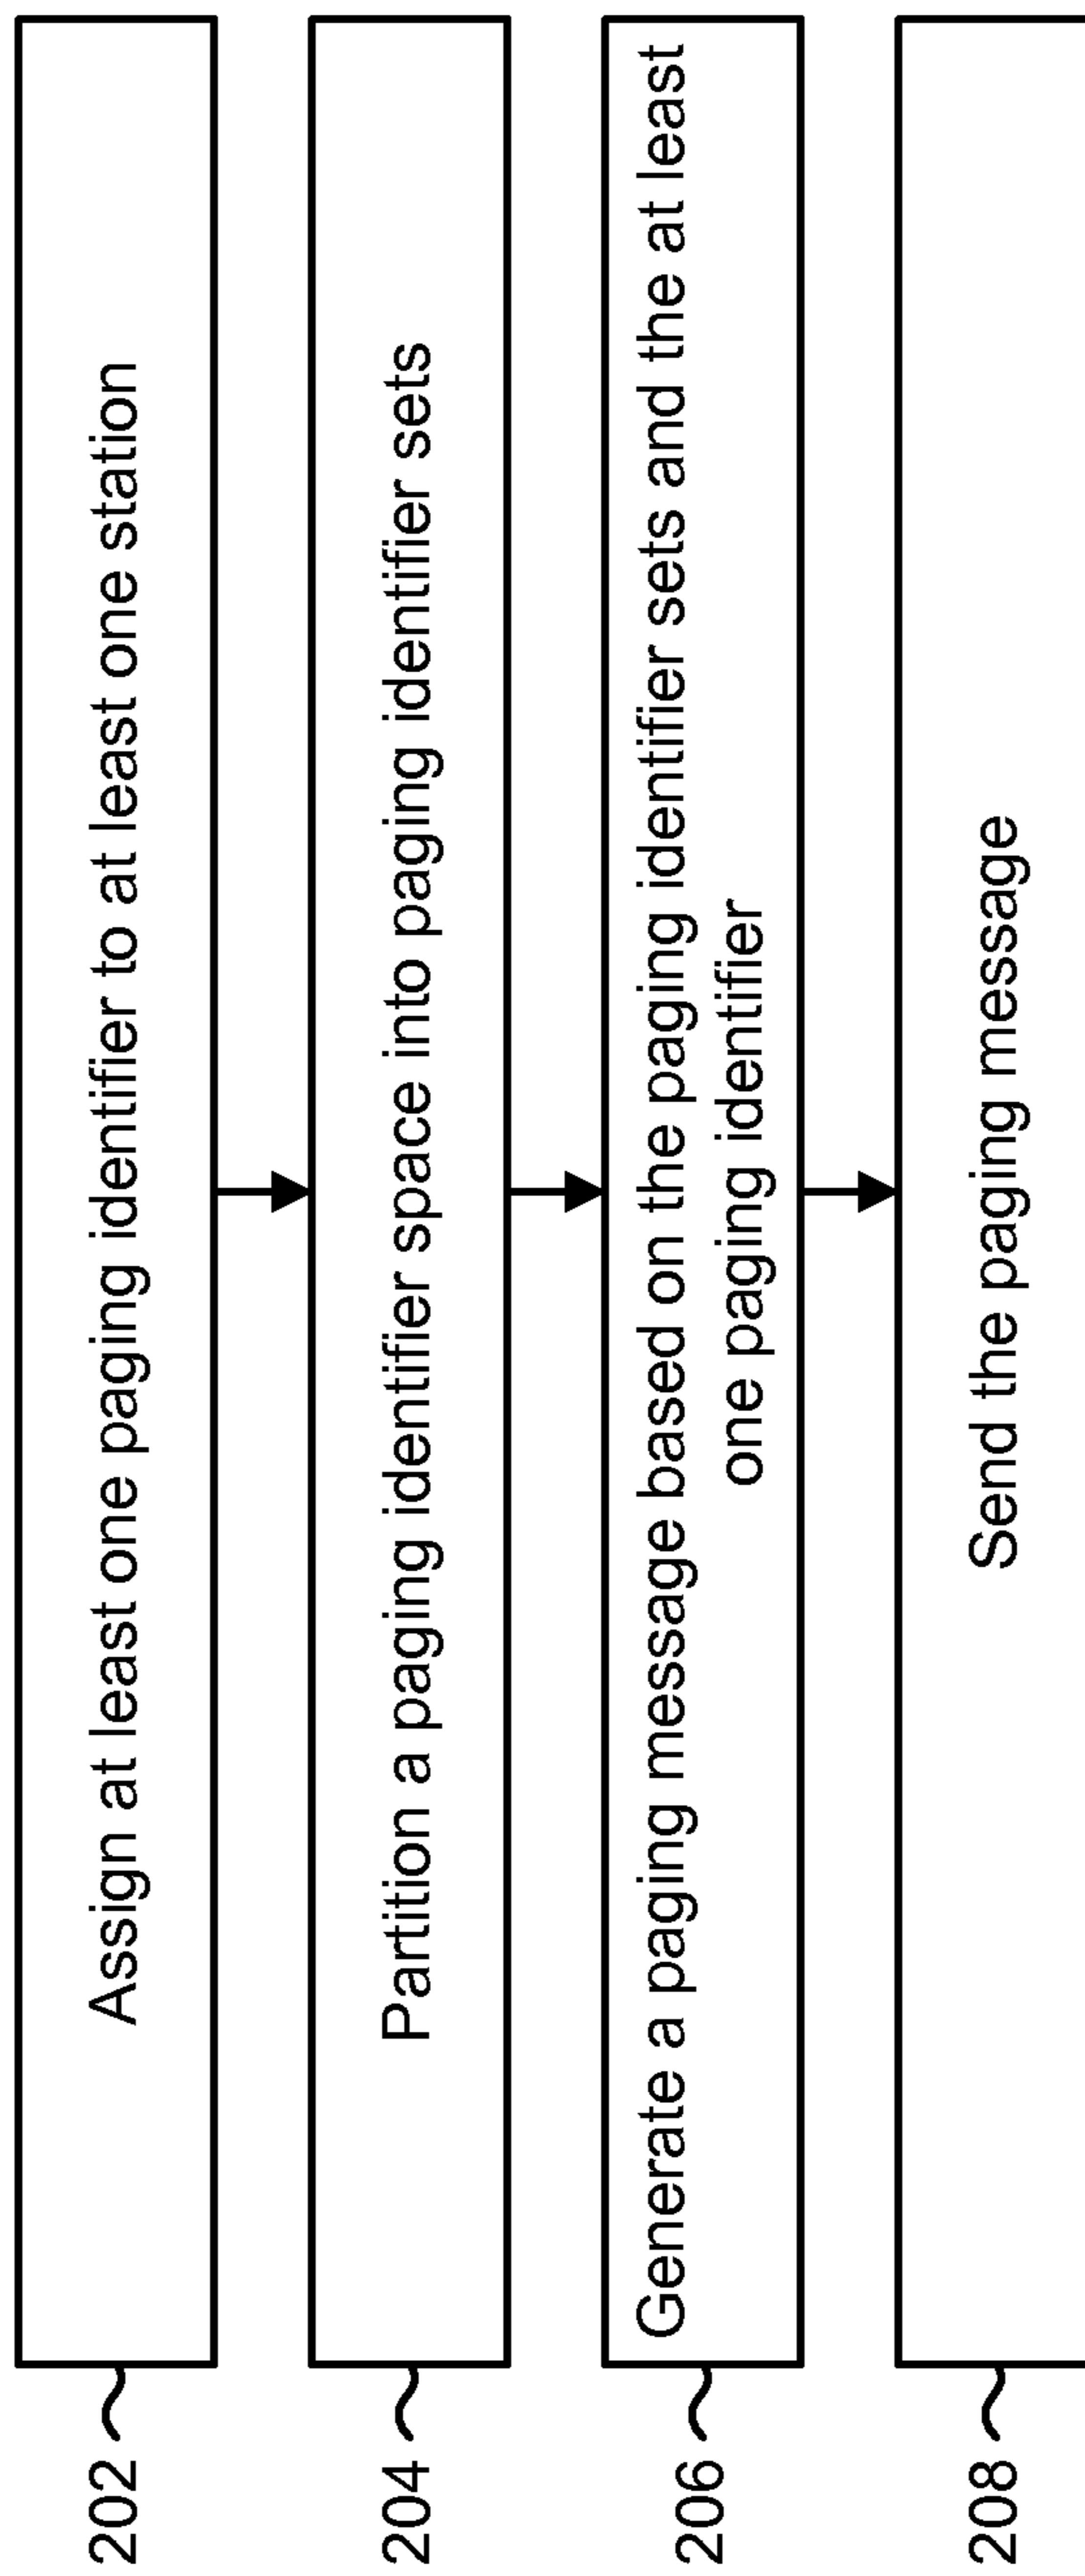 202
Assign at least one paging identifier to at least one station
204
Partition a paging identifier space into paging identifier sets
206
Generate a paging message based on the paging identifier sets and the at least
one paging identifier
208
Send the paging message